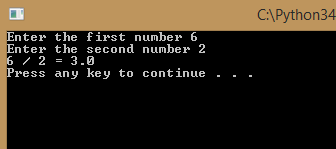 C:\Python34
Enter the first number 6
Enter the second number 2
6 / 2 = 3.0
Press any key to continue . . .